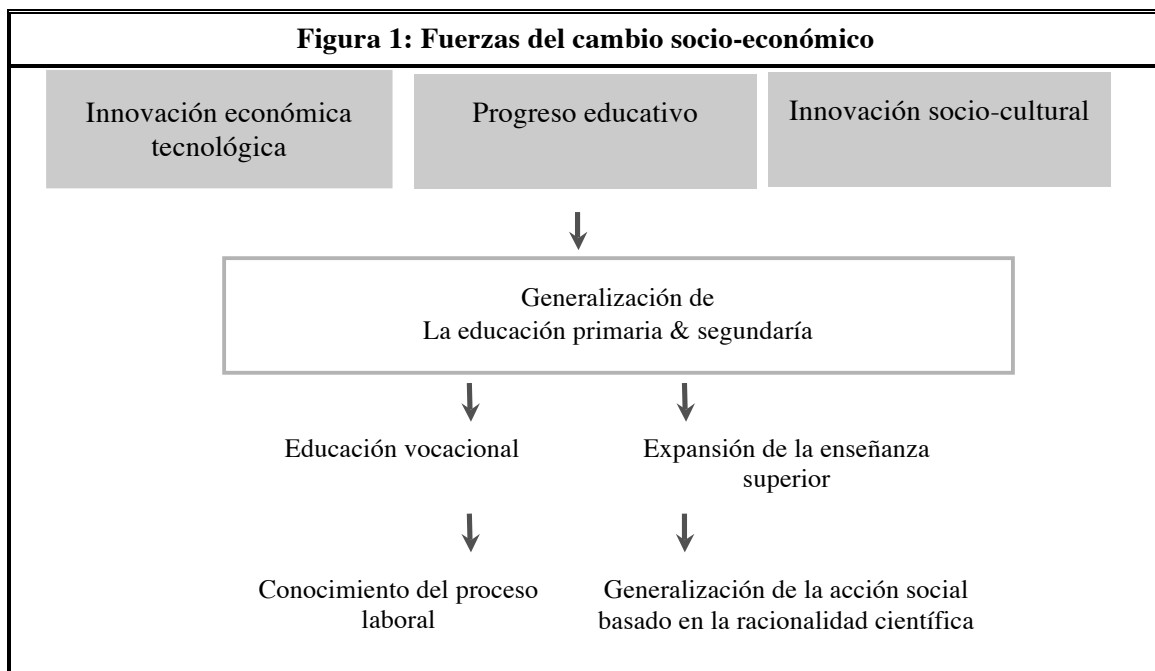 Figura 1: Fuerzas del cambio socio-económico
Innovación económica
tecnológica
Progreso educativo
Innovación socio-cultural
Generalización de
La educación primaria & segundaría
Educación vocacional
Expansión de la enseñanza
superior
Conocimiento del proceso
laboral
Generalización de la acción social
basado en la racionalidad científica